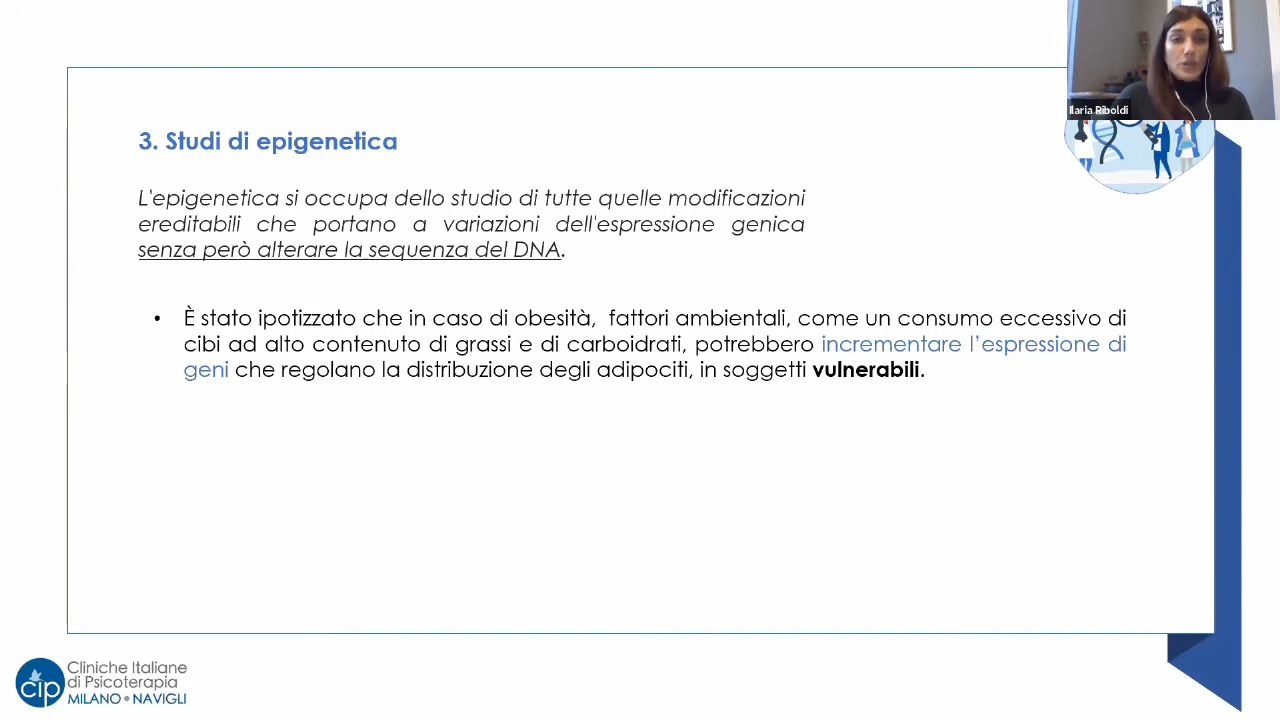 Ilaria Riboldi
3. Studi di epigenetica
L'epigenetica si occupa dello studio di tutte quelle modificazioni
ereditabili che portano a variazioni dell'espressione genica
senza però alterare la sequenza del DNA.
• È stato ipotizzato che in caso di obesità, fattori ambientali, come un consumo eccessivo di
cibi ad alto contenuto di grassi e di carboidrati, potrebbero incrementare l’espressione di
geni che regolano la distribuzione degli adipociti, in soggetti vulnerabili.
cip
Cliniche Italiane
di Psicoterapia
MILANO • NAVIGLI